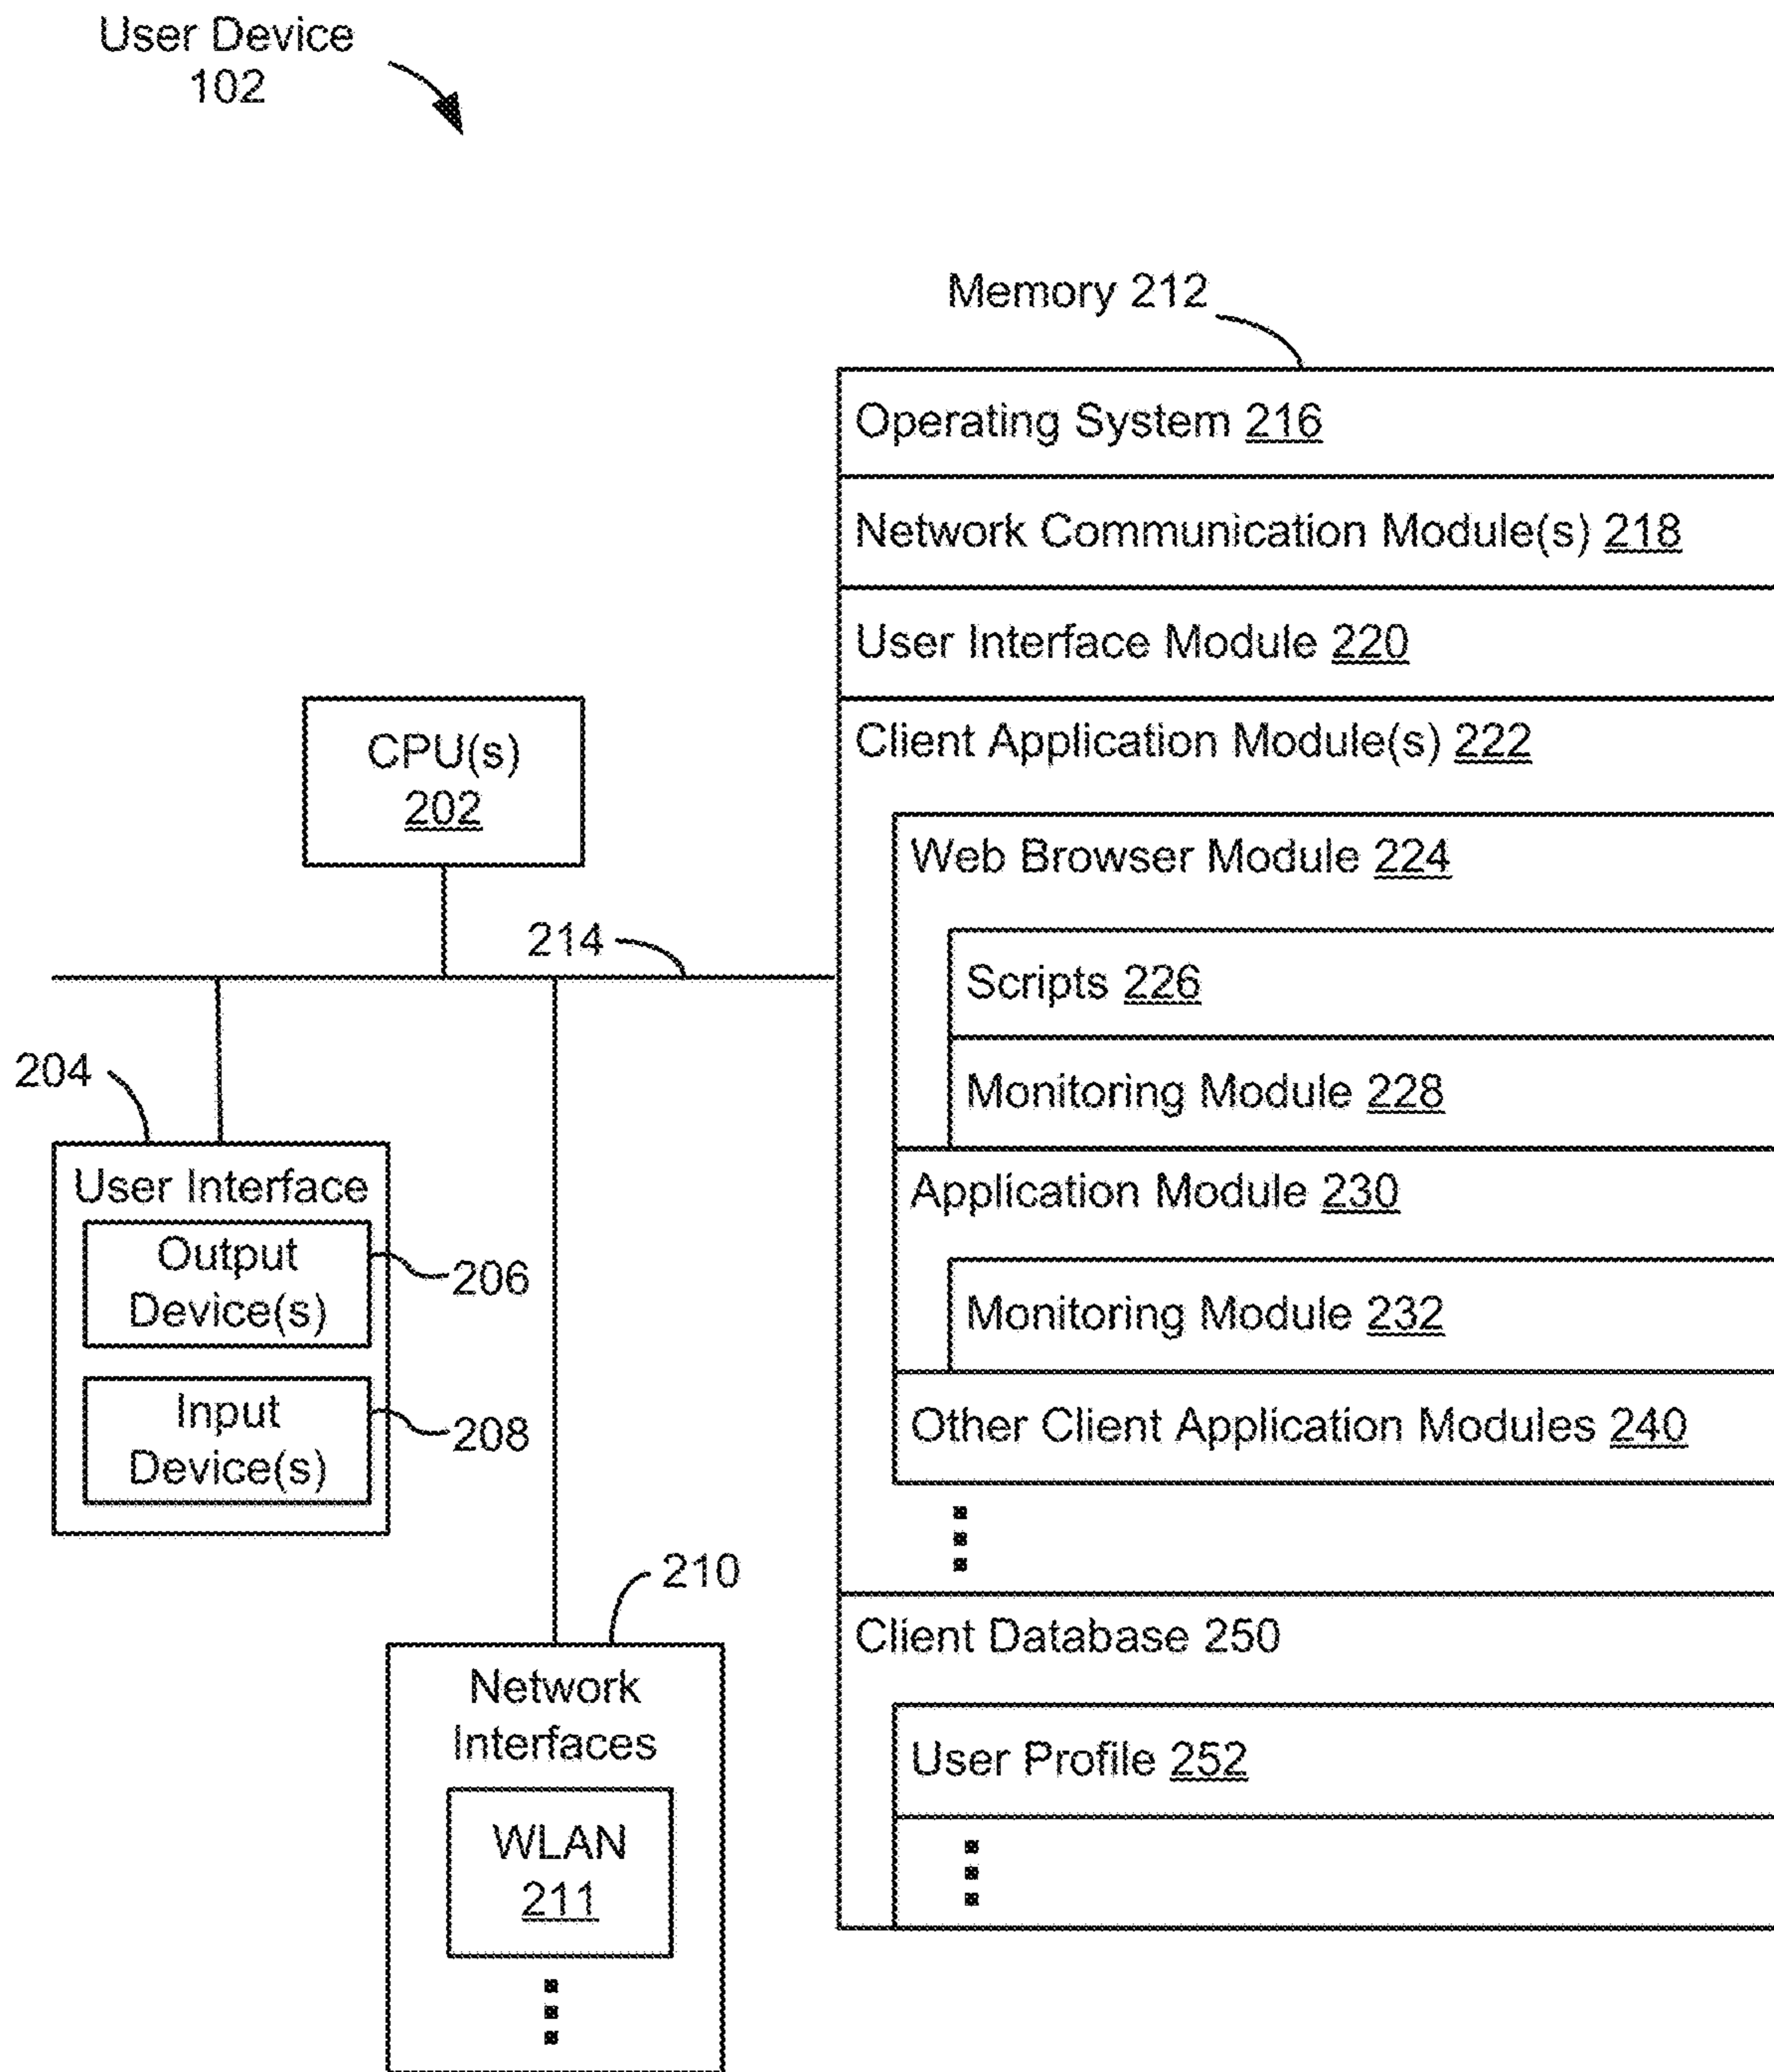 User Device
102
Memory 212
Operating System 216
Network Communication Module(s) 218
User Interface Module 220
Client Application Module(s) 222
Web Browser Module 224
Scripts 226
Monitoring Module 228
Application Module 230
Monitoring Module 232
Other Client Application Modules 240
Client Database 250
User Profile 252
CPU(s)
202
214
204
User Interface
Output
Device(s)
206
Input
Device(s)
208
210
Network
Interfaces
WLAN
211